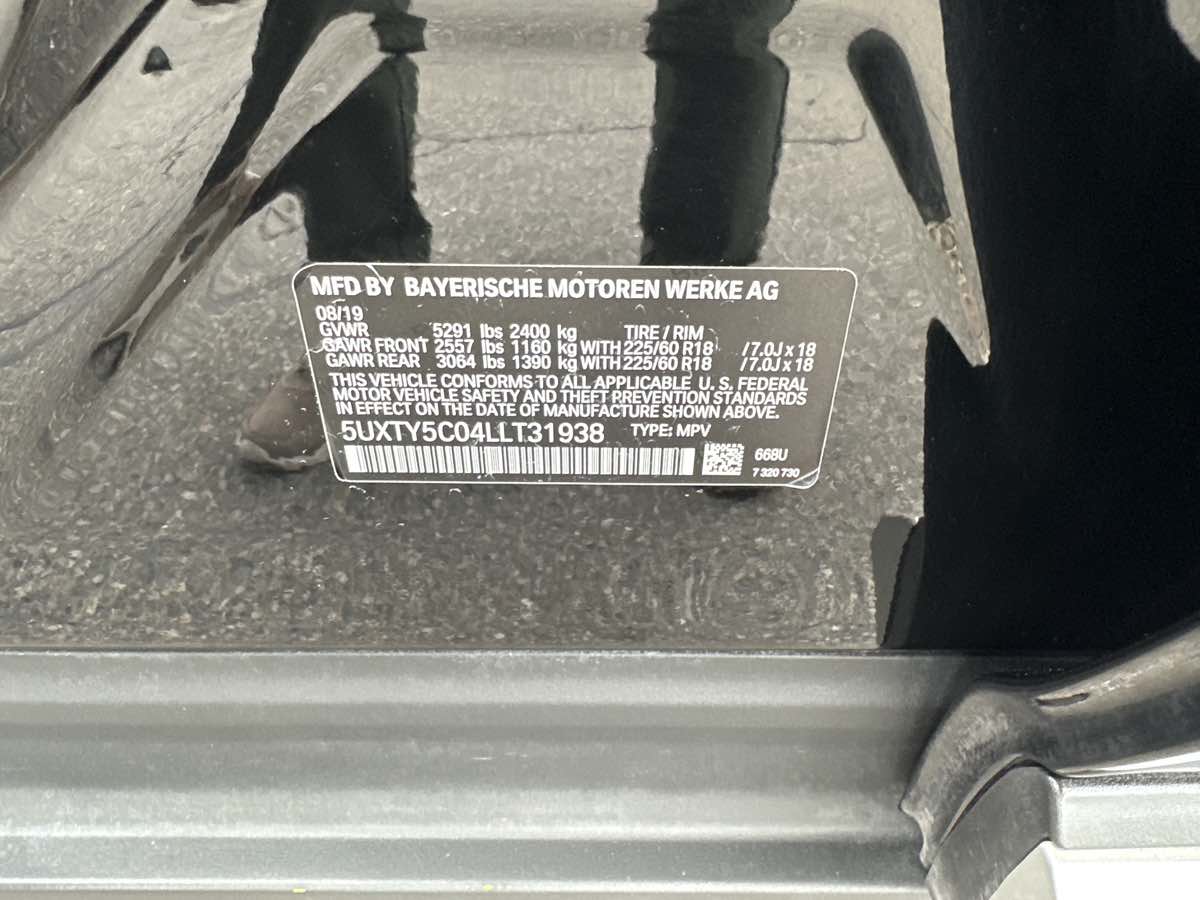 MFD BY BAYERISCHE MOTOREN WERKE AG
08/19
GVWR 5291 lbs 2400 kg TIRE / RIM
GAWR FRONT 2557 lbs 1160 kg WITH 225/60 R18 / 7.0J x 18
GAWR REAR 3064 lbs 1390 kg WITH 225/60 R18 / 7.0J x 18
THIS VEHICLE CONFORMS TO ALL APPLICABLE U. S. FEDERAL
MOTOR VEHICLE SAFETY AND THEFT PREVENTION STANDARDS
IN EFFECT ON THE DATE OF MANUFACTURE SHOWN ABOVE.
5UXTY5C04LLT31938 TYPE: MPV
668U
7 320 730